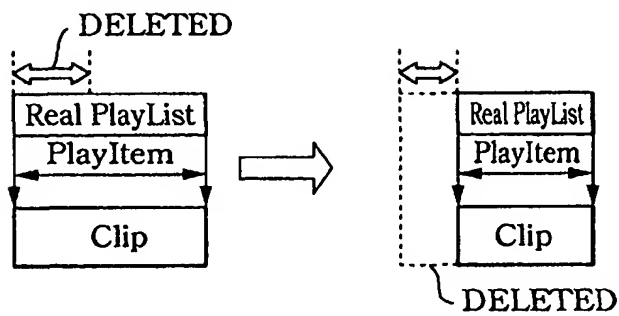 DELETED
Real PlayList
PlayItem
Clip
Real PlayList
PlayItem
Clip
DELETED